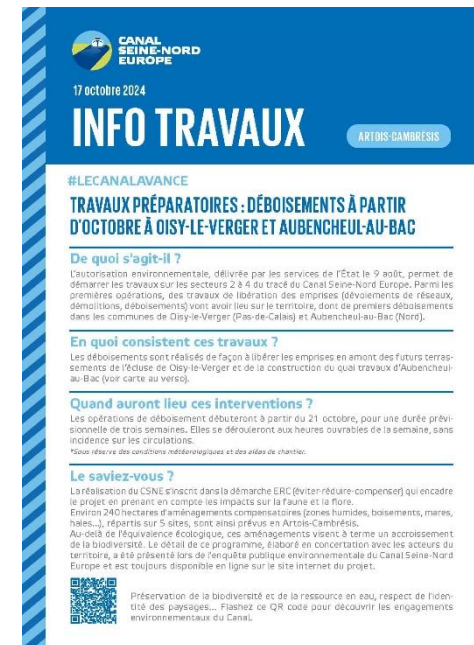 CANAL
SEINE-NORD
EUROPE
17 octobre 2024
INFO TRAVAUX
ARTOIS-CAMBRÉSIS
#LECANALAVANCE
TRAVAUX PRÉPARATOIRES : DÉBOISEMENTS À PARTIR
D'OCTOBRE À OISY-LE-VERGER ET AUBENCHEUL-AU-BAC
De quoi s'agit-il ?
L'autorisation environnementale, délivrée par les services de l'État le 9 août, permet de
démarrer les travaux sur les secteurs 2 à 4 du tracé du Canal Seine-Nord Europe. Parmi les
premières opérations, des travaux de libération des emprises (dévoiements de réseaux,
démolitions, déboisements) vont avoir lieu sur le territoire, dont de premiers déboisements
dans les communes de Oisy-le-Verger (Pas-de-Calais) et Aubencheul-au-Bac (Nord).
En quoi consistent ces travaux ?
Les déboisements sont réalisés de façon à libérer les emprises en amont des futurs terras-
sements de l'écluse de Oisy-le-Verger et de la construction du quai travaux d'Aubencheul-
au-Bac (voir carte au verso).
Quand auront lieu ces interventions ?
Les opérations de déboisement débuteront à partir du 21 octobre, pour une durée prévi-
sionnelle de trois semaines. Elles se dérouleront aux heures ouvrables de la semaine, sans
incidence sur les circulations.
*Sous réserve des conditions météorologiques et des aléas de chantier.
Le saviez-vous ?
La réalisation du CSNE s'inscrit dans la démarche ERC (éviter-réduire-compenser) qui encadre
le projet en prenant en compte les impacts sur la faune et la flore.
Environ 240 hectares d'aménagements compensatoires (zones humides, boisements, mares,
haies...), répartis sur 5 sites, sont ainsi prévus en Artois-Cambrésis.
Au-delà de l'équivalence écologique, ces aménagements visent à terme un accroissement
de la biodiversité. Le détail de ce programme, élaboré en concertation avec les acteurs du
territoire, a été présenté lors de l'enquête publique environnementale du Canal Seine-Nord
Europe et est toujours disponible en ligne sur le site internet du projet.
Préservation de la biodiversité et de la ressource en eau, respect de l'iden-
tité des paysages... Flashez ce QR code pour découvrir les engagements
environnementaux du Canal.